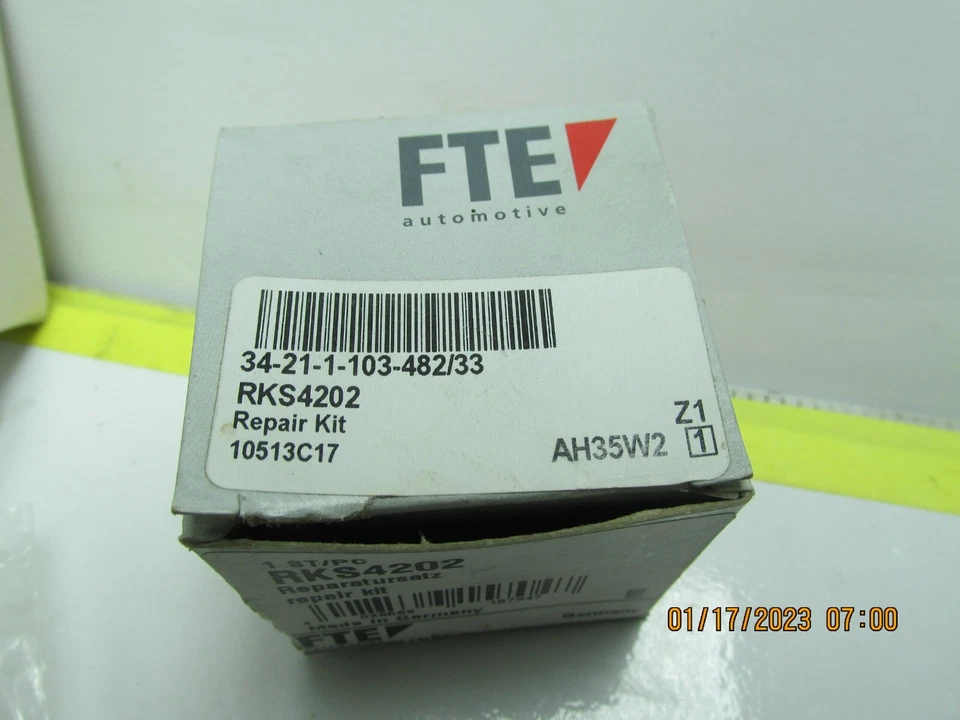 FTE
automotive
34-21-1-103-482/33
RKS4202
Repair Kit
10513C17
Z1
AH35W2 1
1 ST/PC
RKS4202
Reparatursatz
repair kit
Made in Germany
Germany
FTE
01/17/2023 07:00